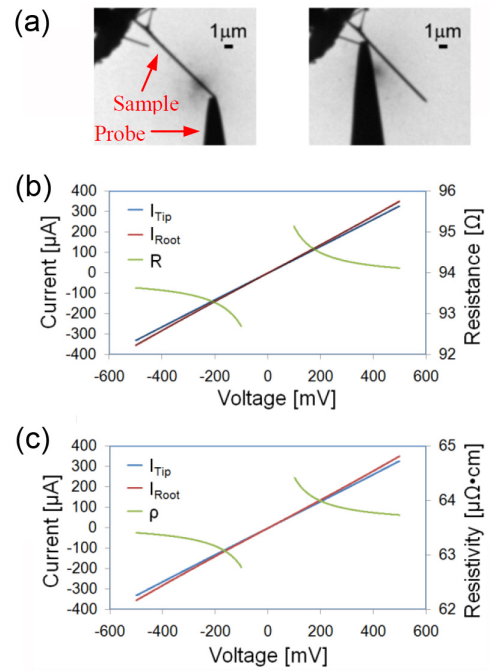 (a)
1μm
1μm
Sample
Probe
(b)
400
300
200
100
0
-100
-200
-300
-400
Current [μA]
I_Tip
I_Root
R
96
95
94
93
92
Resistance [Ω]
-600 -400 -200 0 200 400 600
Voltage [mV]
(c)
400
300
200
100
0
-100
-200
-300
-400
Current [μA]
I_Tip
I_Root
ρ
65
64
63
62
Resistivity [μΩ•cm]
-600 -400 -200 0 200 400 600
Voltage [mV]